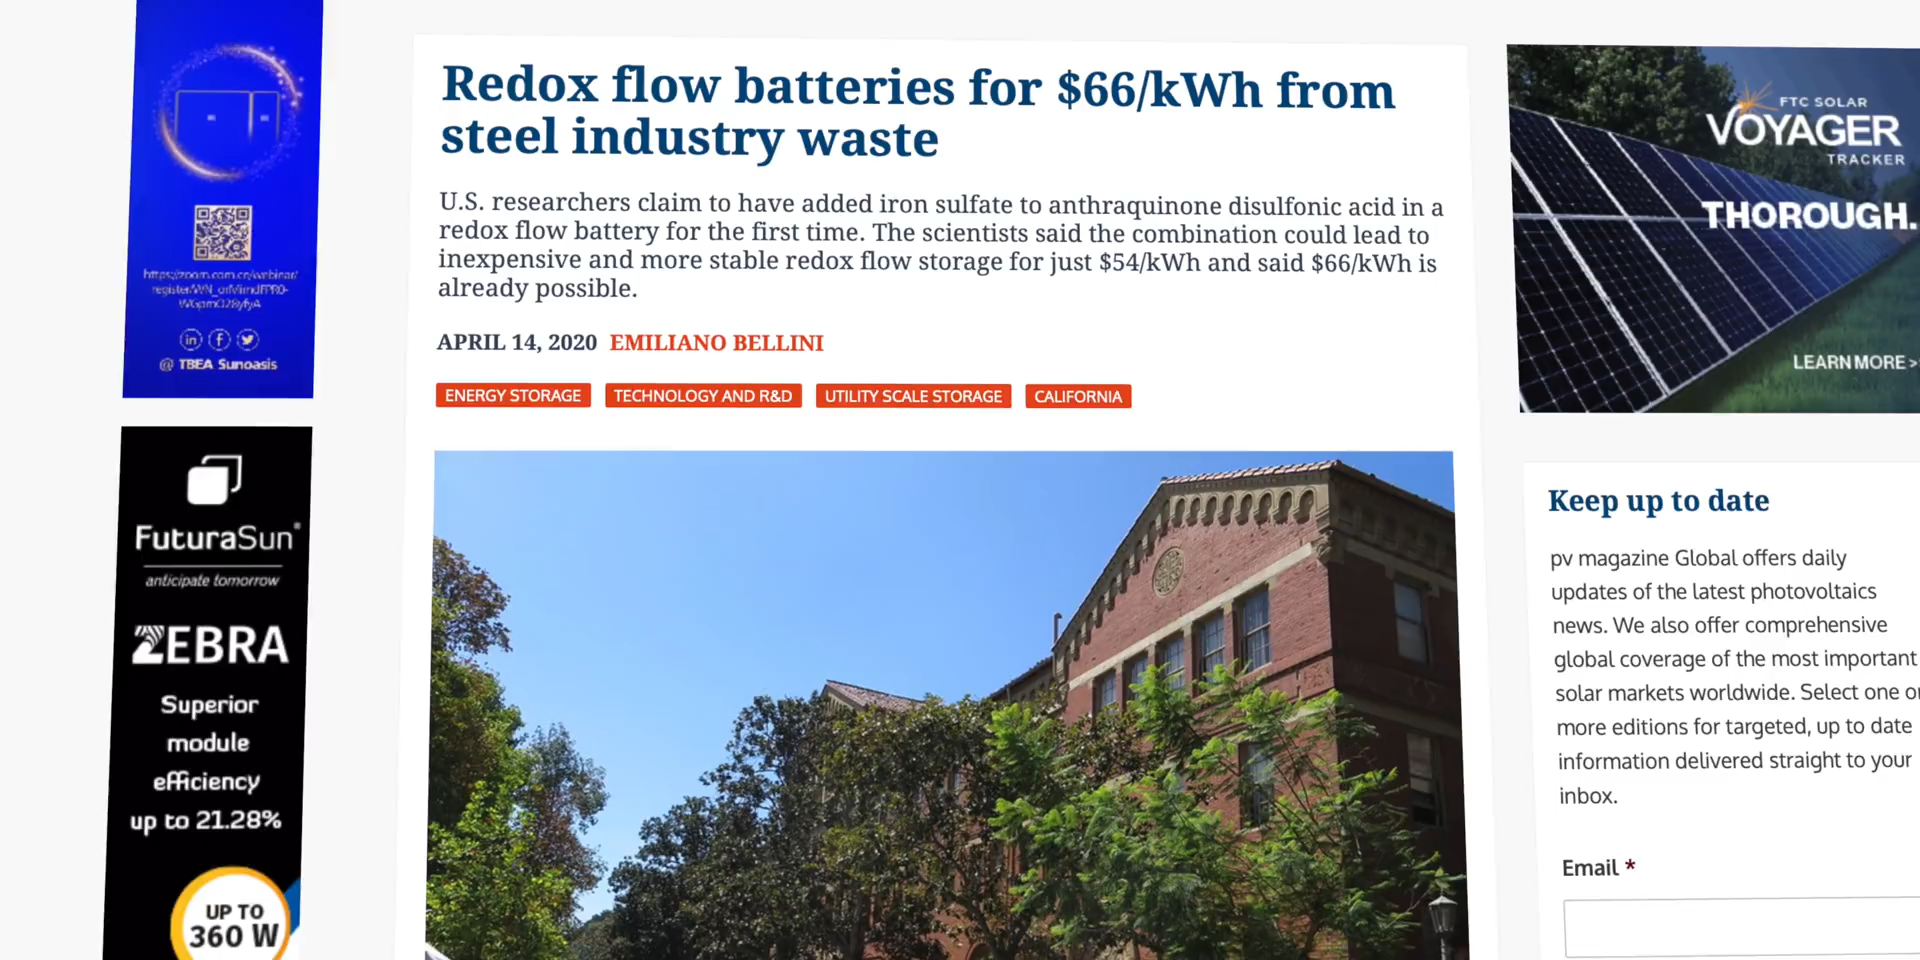 https://zoom.com.cn/webinar/
@ TBEA Sunoasis
FuturaSun
anticipate tomorrow
ZEBRA
Superior
module
efficiency
up to 21.28%
UP TO
360 W
Redox flow batteries for $66/kWh from
steel industry waste
U.S. researchers claim to have added iron sulfate to anthraquinone disulfonic acid in a
redox flow battery for the first time. The scientists said the combination could lead to
inexpensive and more stable redox flow storage for just $54/kWh and said $66/kWh is
already possible.
APRIL 14, 2020 EMILIANO BELLINI
ENERGY STORAGE TECHNOLOGY AND R&D UTILITY SCALE STORAGE CALIFORNIA
FTC SOLAR
VOYAGER
TRACKER
THOROUGH.
LEARN MORE >
Keep up to date
pv magazine Global offers daily
updates of the latest photovoltaics
news. We also offer comprehensive
global coverage of the most important
solar markets worldwide. Select one or
more editions for targeted, up to date
information delivered straight to your
inbox.
Email *